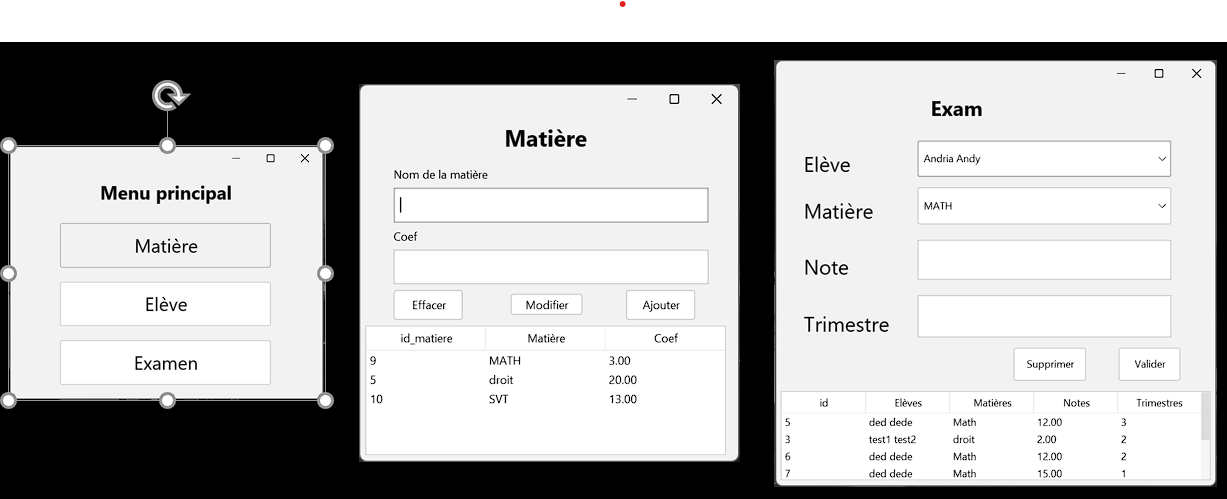 Menu principal
Matière
Elève
Examen
Matière
Nom de la matière
Coef
Effacer Modifier Ajouter
id_matiere Matière Coef
9 MATH 3.00
5 droit 20.00
10 SVT 13.00
Exam
Elève Andria Andy
Matière MATH
Note
Trimestre
Supprimer Valider
id Elèves Matières Notes Trimestres
5 ded dede Math 12.00 3
3 test1 test2 droit 2.00 2
6 ded dede Math 12.00 2
7 ded dede Math 15.00 1